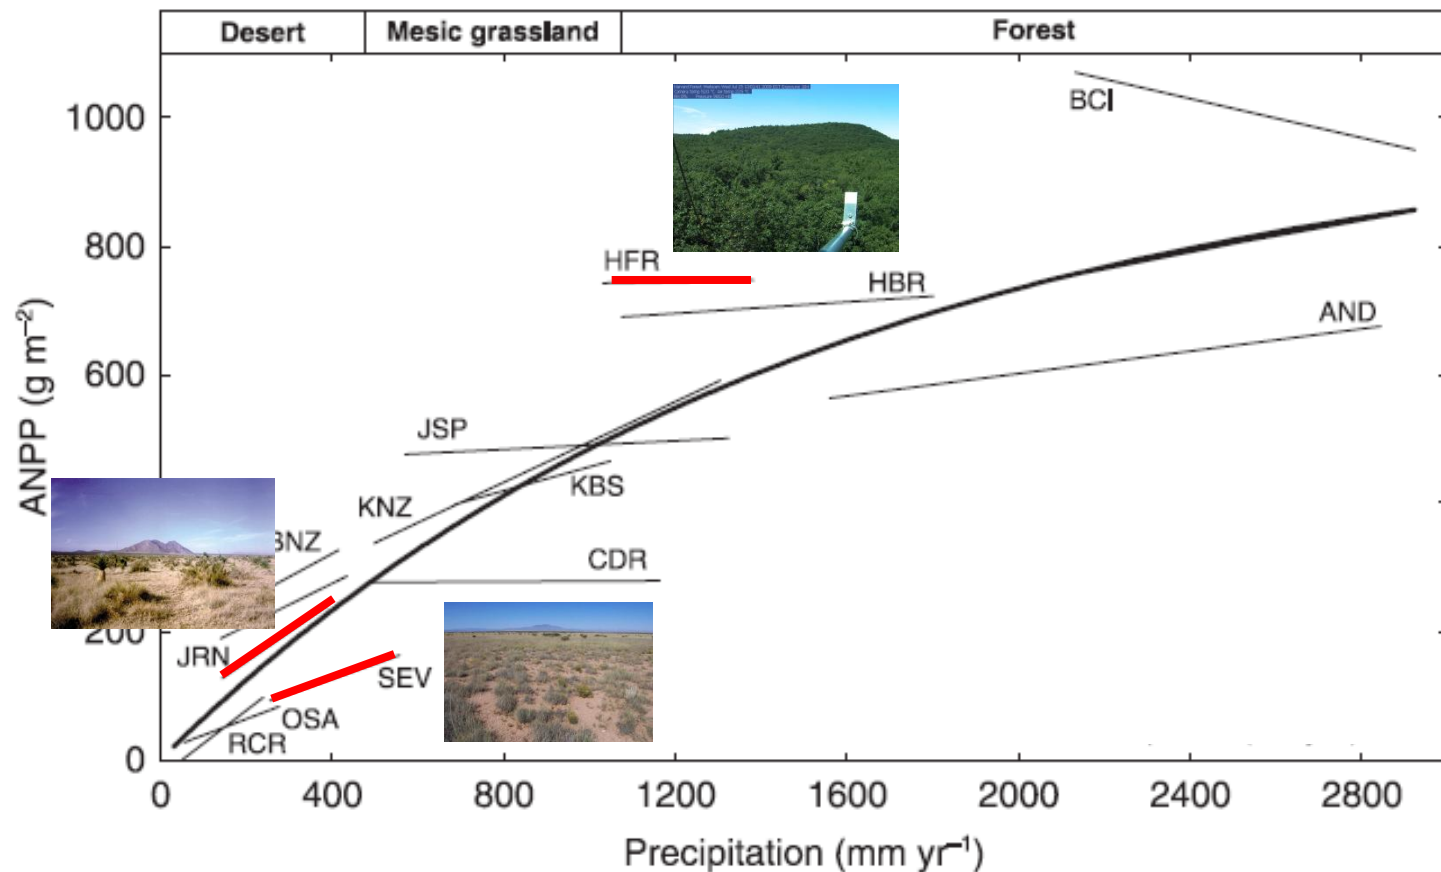 Desert Mesic grassland Forest
1000
BCI
800
HFR
HBR
AND
600
JSP
KBS
KNZ
BNZ
CDR
200
JRN
SEV
OSA
RCR
0
0 400 800 1200 1600 2000 2400 2800
Precipitation (mm yr⁻¹)
ANPP (g m⁻²)